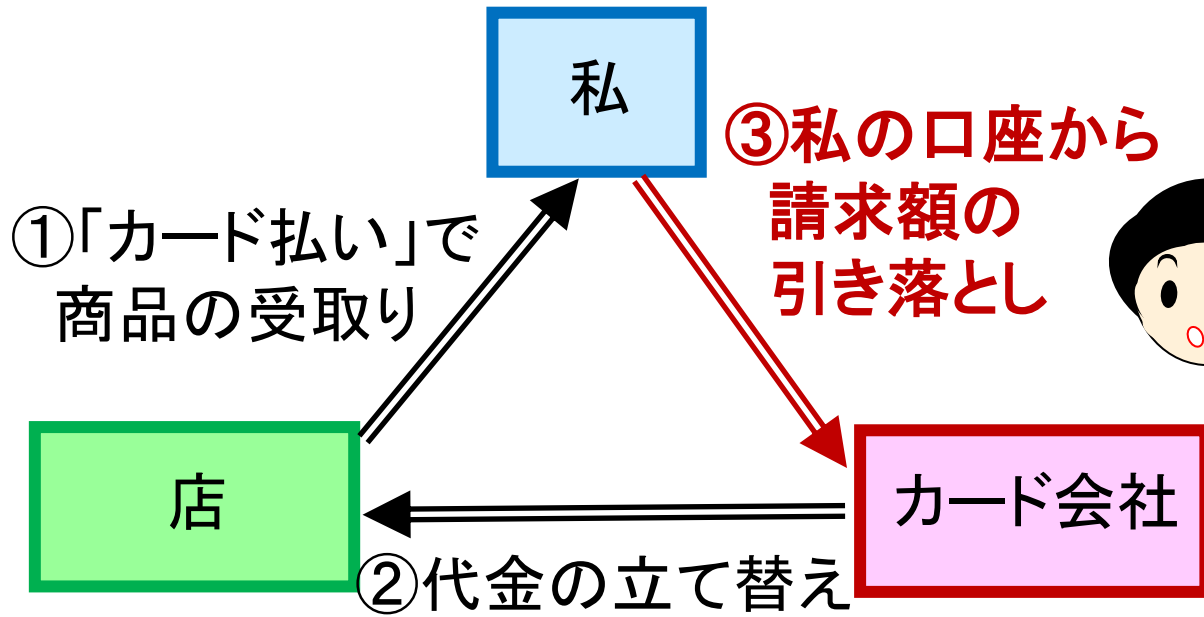 私
③私の口座から
請求額の
引き落とし
①「カード払い」で
商品の受取り
店
カード会社
②代金の立て替え